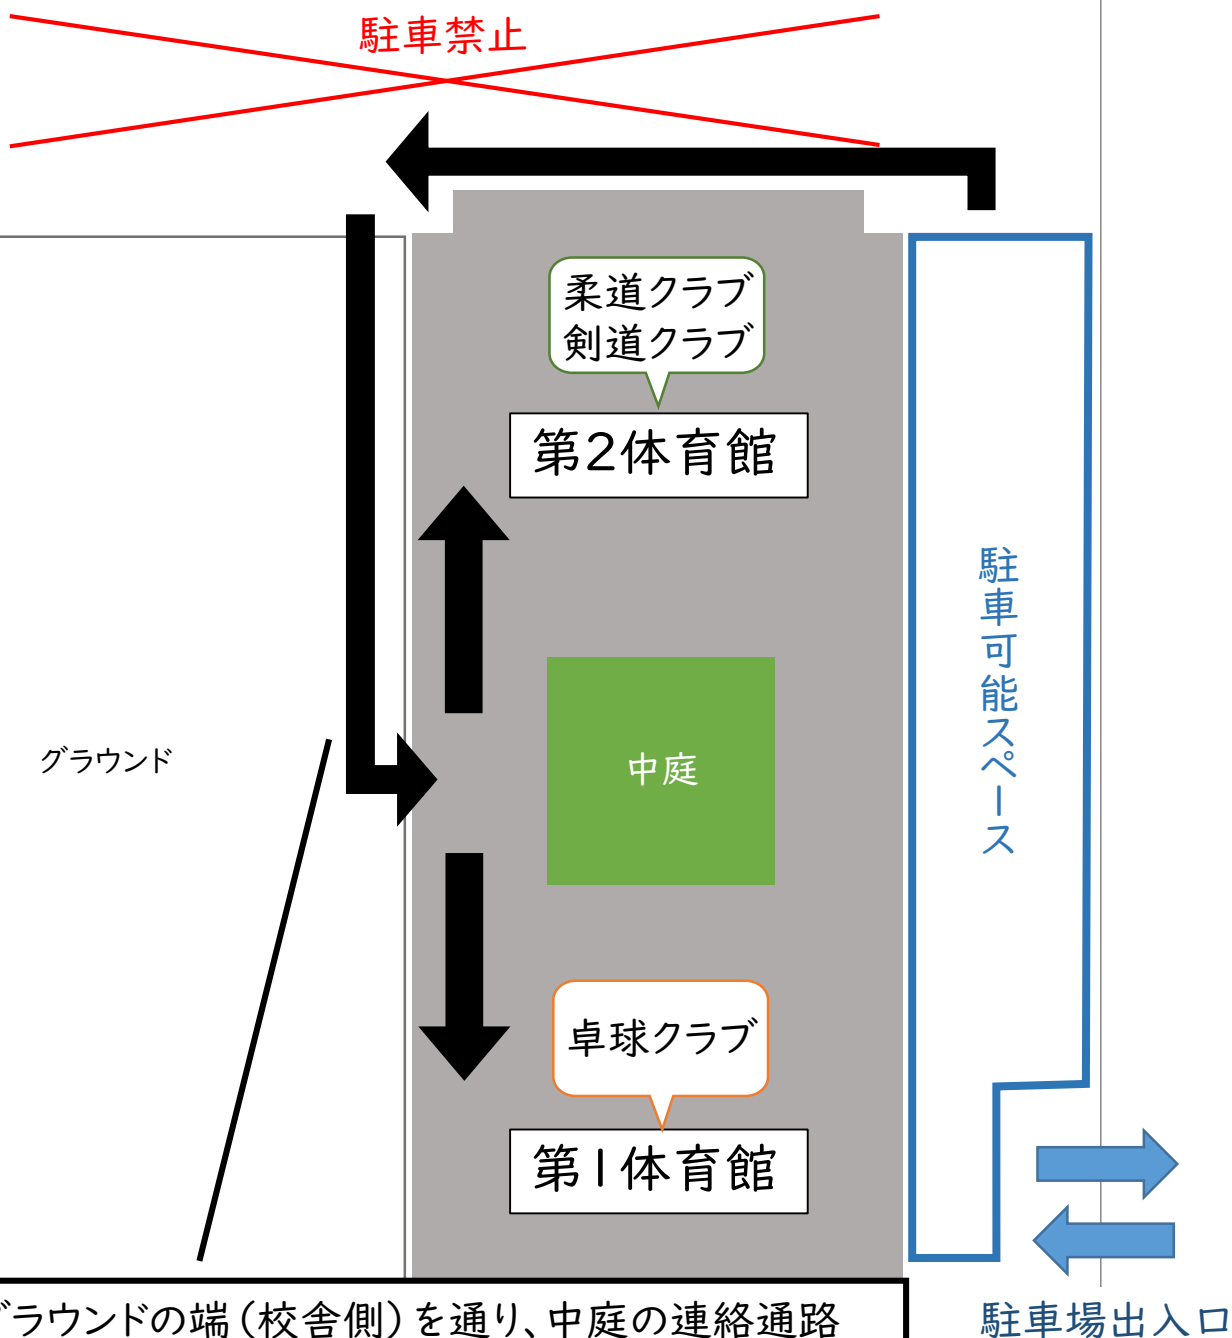 駐車禁止
柔道クラブ
剣道クラブ
第2体育館
駐車可能スペース
グラウンド
中庭
卓球クラブ
第1体育館
グラウンドの端(校舎側)を通り、中庭の連絡通路
駐車場出入口